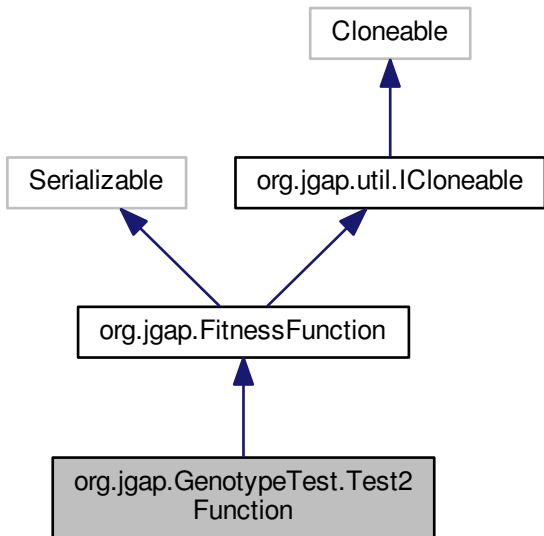 Cloneable
Serializable
org.jgap.util.ICloneable
org.jgap.FitnessFunction
org.jgap.GenotypeTest.Test2
Function